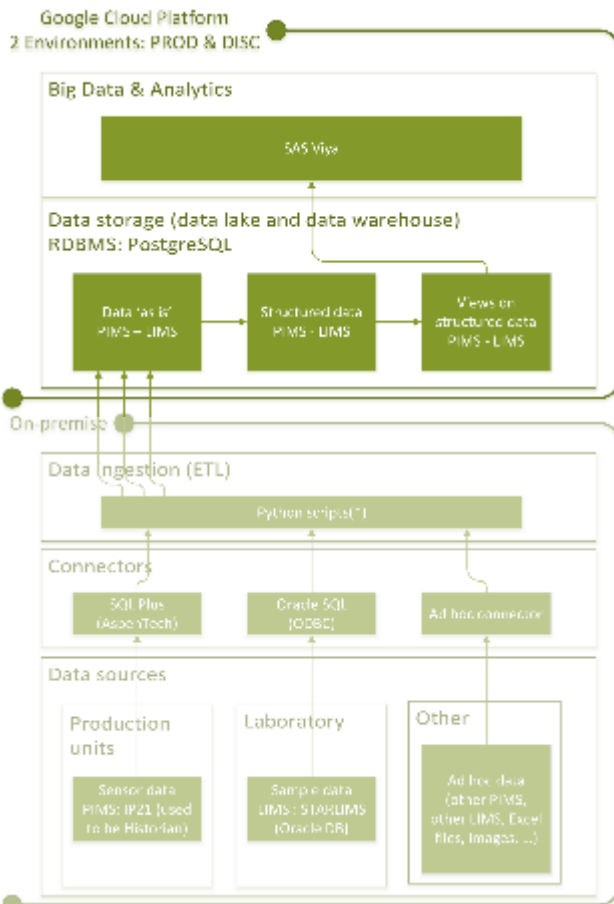 Google Cloud Platform
2 Environments: PROD & DISC
Big Data & Analytics
SAS Viya
Data storage (data lake and data warehouse)
RDBMS: PostgreSQL
Data 'as is'
PIMS – LIMS
Structured data
PIMS - LIMS
Views on
structured data
PIMS - LIMS
On-premise
Data Ingestion (ETL)
Python scripts(*)
Connectors
SQL Plus
(AspenTech)
Oracle SQL
(ODBC)
Ad hoc connector
Data sources
Production
units
Laboratory
Other
Sensor data
PIMS: IP21 (used
to be Historian)
Sample data
LIMS : STARLIMS
(Oracle DB)
Ad hoc data
(other PIMS,
other LIMS, Excel
files, Images, ...)